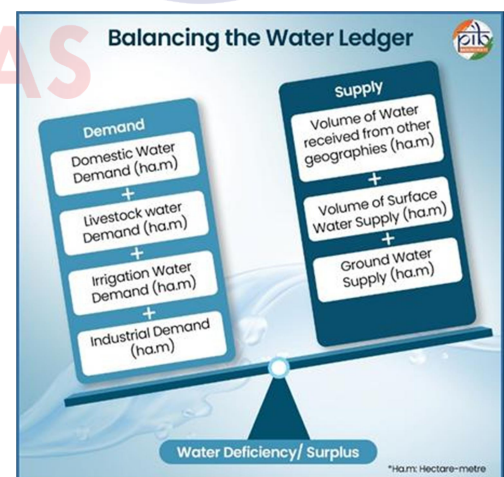 Balancing the Water Ledger
pib
AS
Demand
Domestic Water
Demand (ha.m)
+
Livestock water
Demand (ha.m)
+
Irrigation Water
Demand (ha.m)
+
Industrial Demand
(ha.m)
Supply
Volume of Water
received from other
geographies (ha.m)
+
Volume of Surface
Water Supply (ha.m)
+
Ground Water
Supply (ha.m)
Water Deficiency/ Surplus
*Ha.m: Hectare-metre